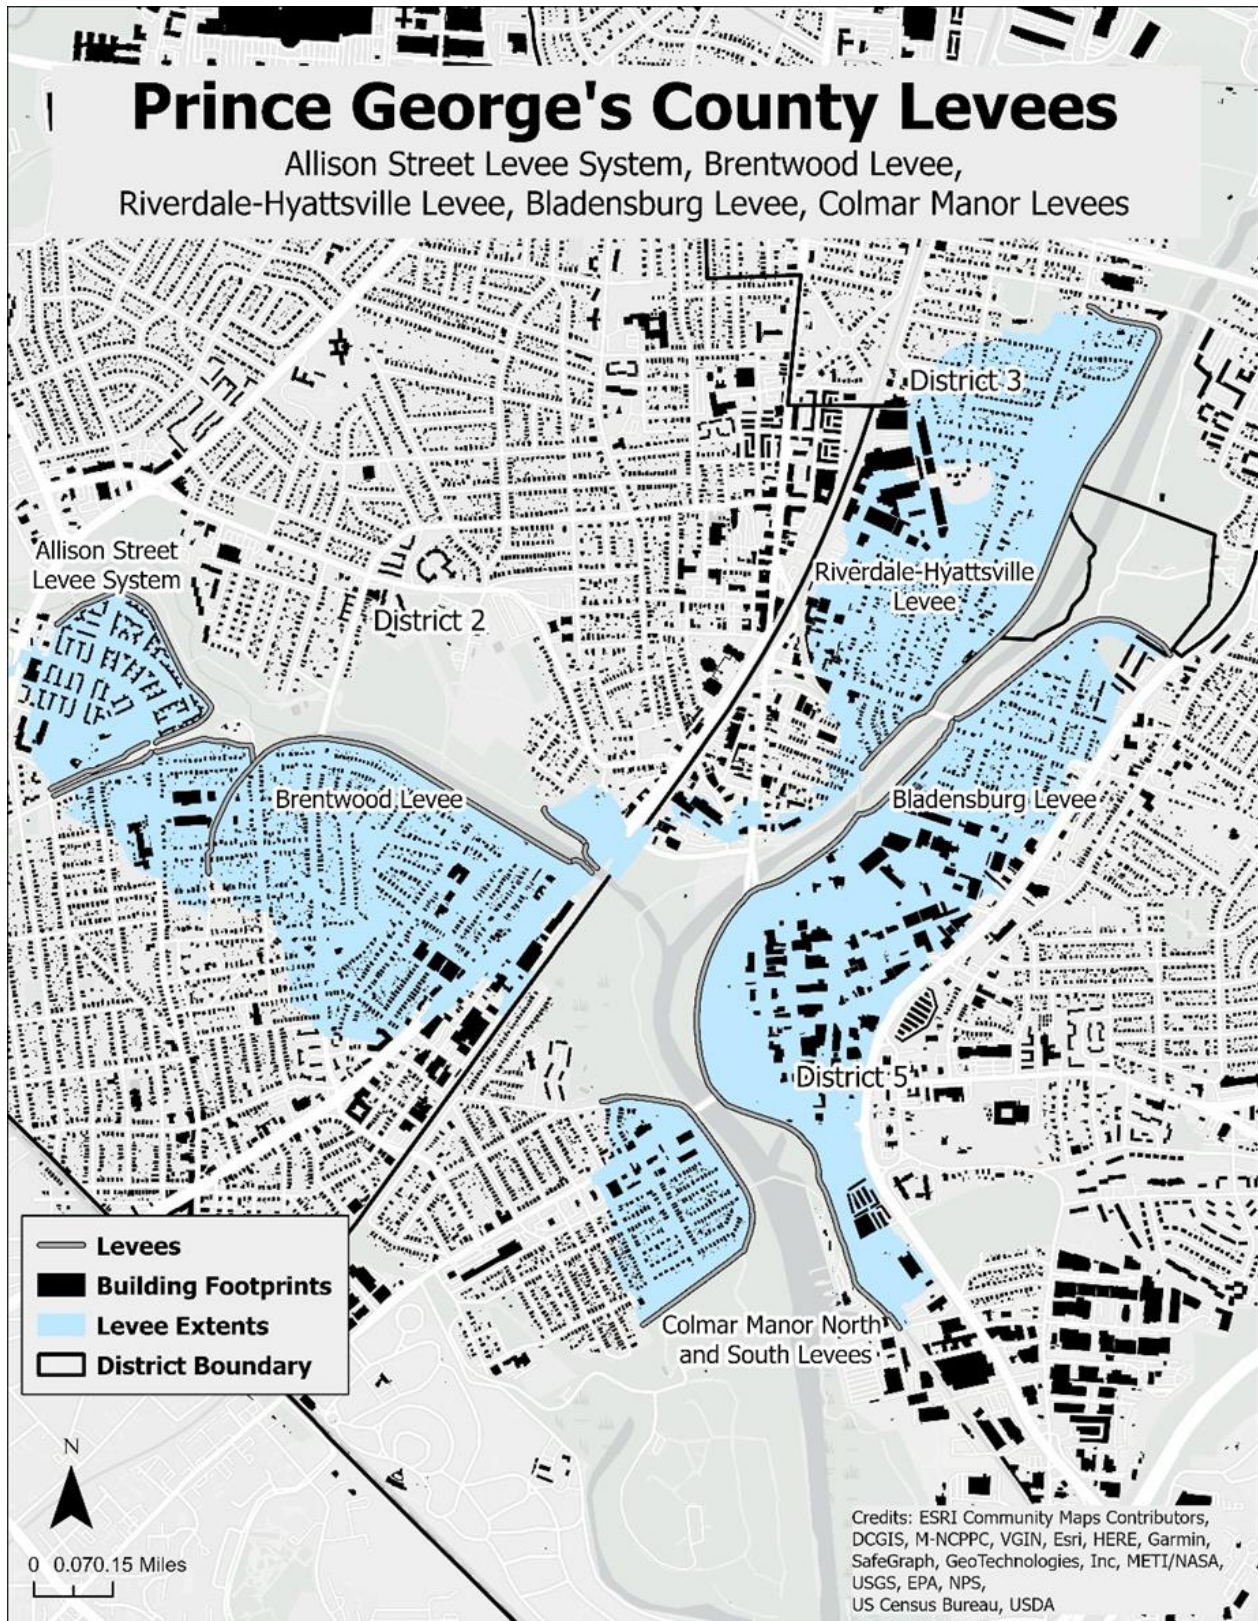 Prince George's County Levees
Allison Street Levee System, Brentwood Levee,
Riverdale-Hyattsville Levee, Bladensburg Levee, Colmar Manor Levees
District 3
Allison Street
Levee System
Riverdale-Hyattsville
Levee
District 2
Brentwood Levee
Bladensburg Levee
District 5
Colmar Manor North
and South Levees
Levees
Building Footprints
Levee Extents
District Boundary
N
0 0.070.15 Miles
Credits: ESRI Community Maps Contributors,
DCGIS, M-NCPPC, VGIN, Esri, HERE, Garmin,
SafeGraph, GeoTechnologies, Inc, METI/NASA,
USGS, EPA, NPS,
US Census Bureau, USDA